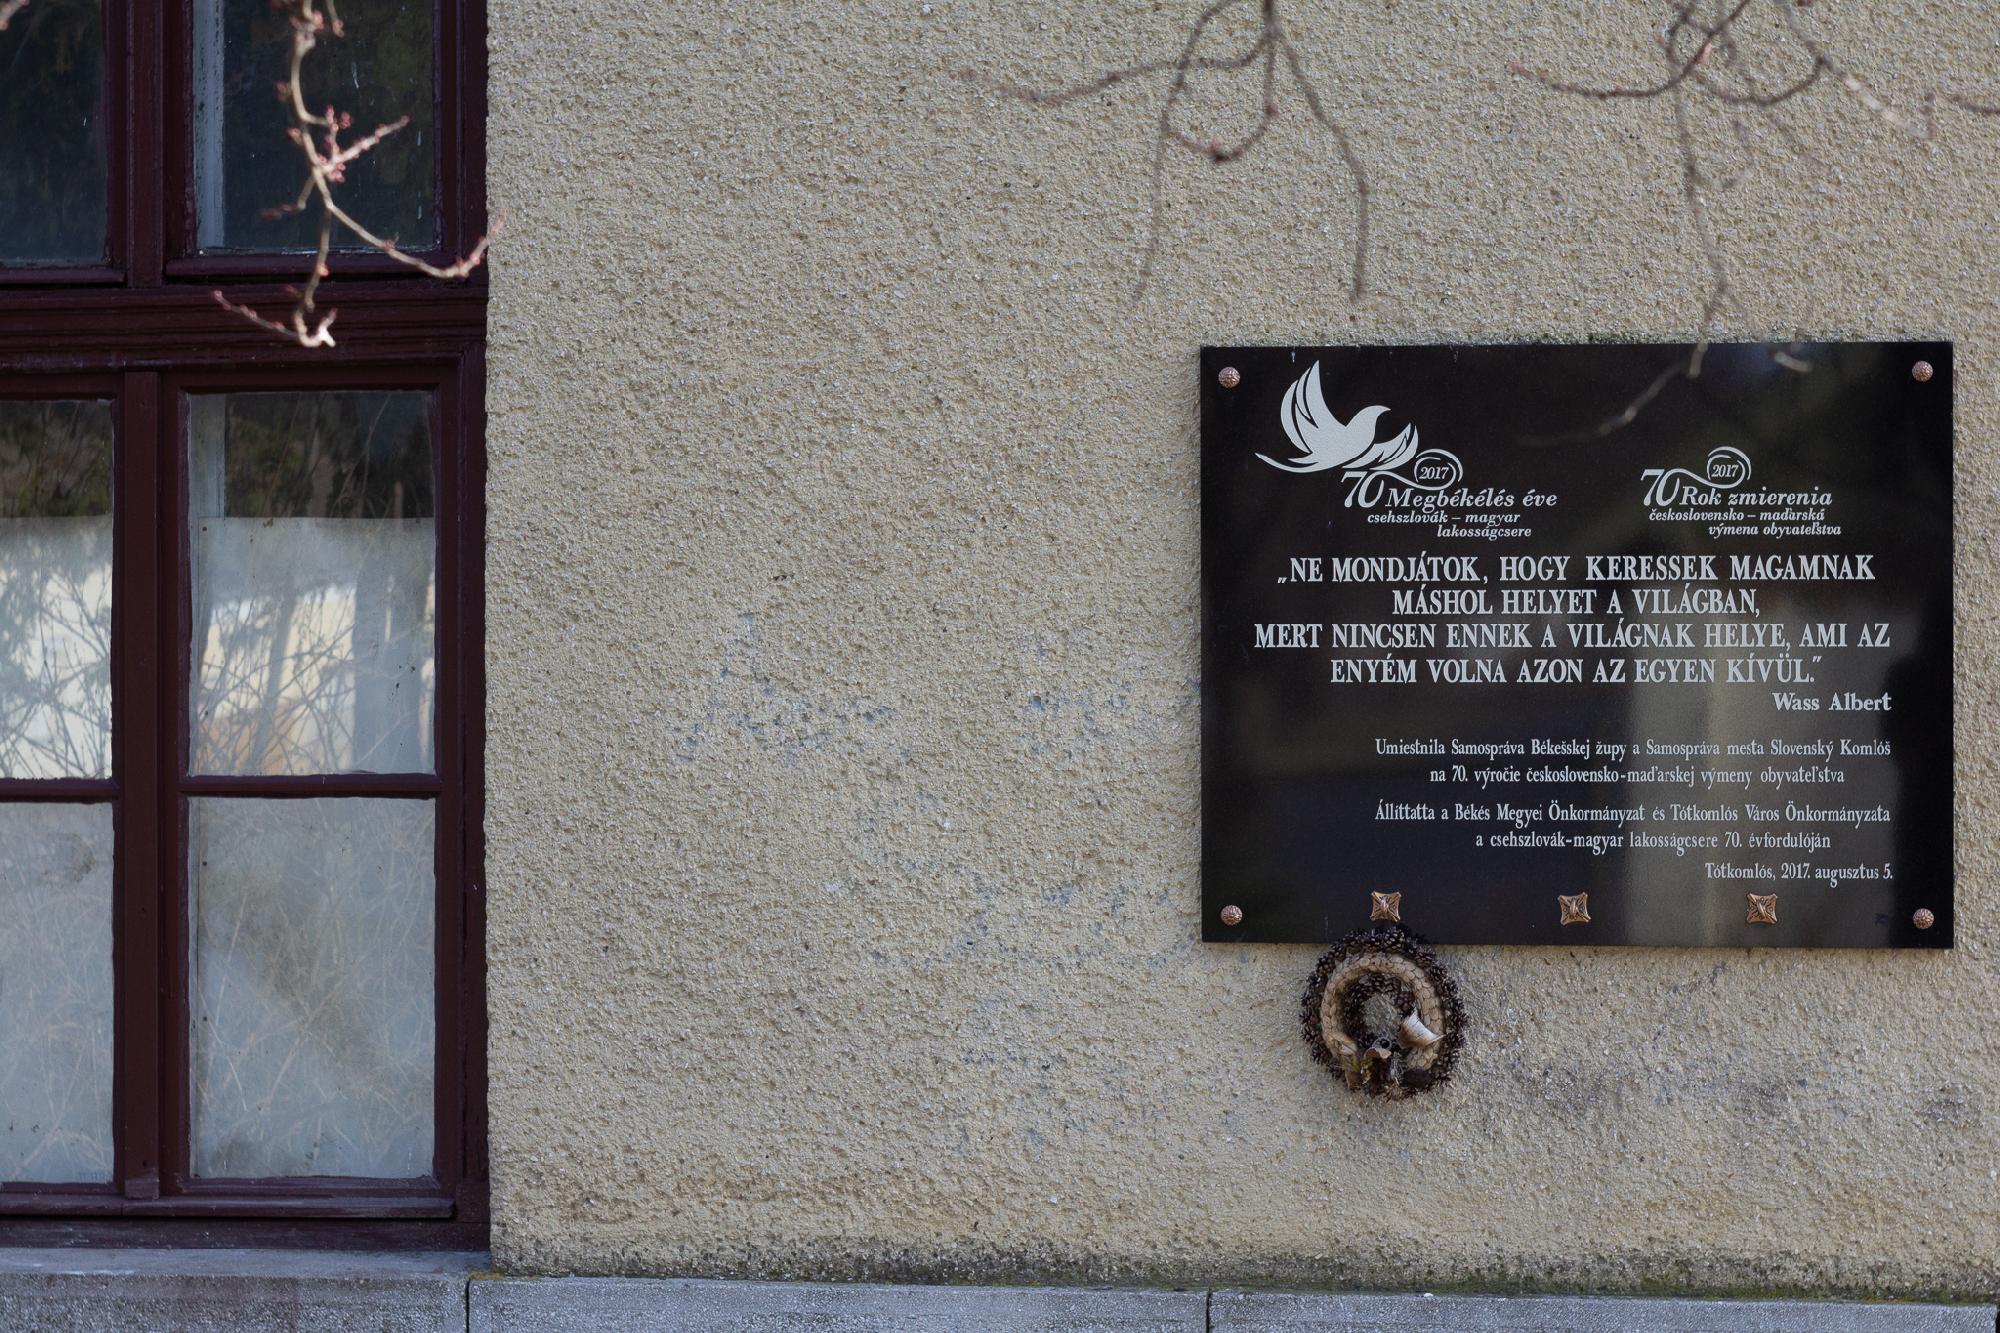 2017
70 Megbékélés éve
csehszlovák – magyar
lakosságcsere
2017
70 Rok zmierenia
československo – maďarská
výmena obyvateľstva
„NE MONDJÁTOK, HOGY KERESSEK MAGAMNAK
MÁSHOL HELYET A VILÁGBAN,
MERT NINCSEN ENNEK A VILÁGNAK HELYE, AMI AZ
ENYÉM VOLNA AZON AZ EGYEN KÍVÜL."
Wass Albert
Umiestnila Samospráva Békešskej župy a Samospráva mesta Slovenský Komlóš
na 70. výročie československo-maďarskej výmeny obyvateľstva
Állíttatta a Békés Megyei Önkormányzat és Tótkomlós Város Önkormányzata
a csehszlovák-magyar lakosságcsere 70. évfordulóján
Tótkomlós, 2017. augusztus 5.